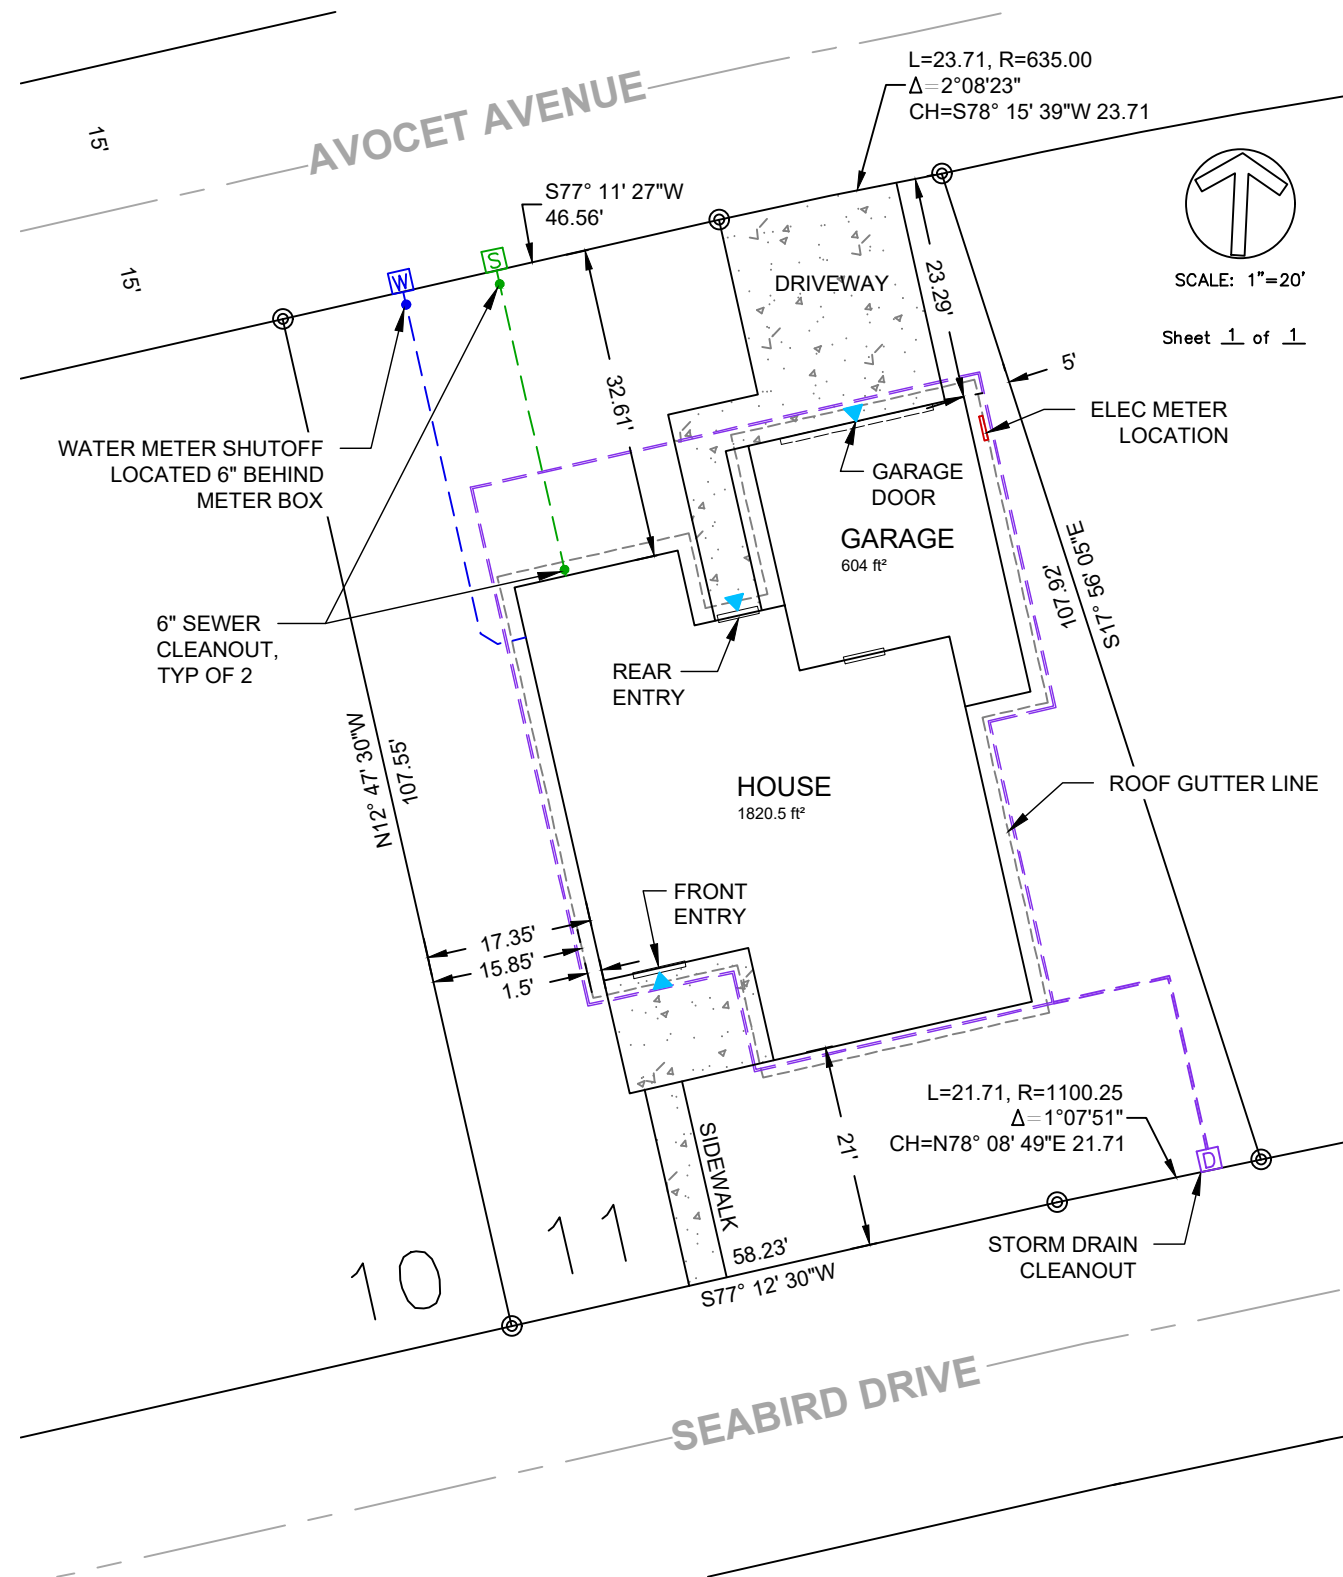 AVOCET AVENUE
L=23.71, R=635.00
Δ=2°08'23"
CH=S78° 15' 39"W 23.71
15'
15'
S77° 11' 27"W
46.56'
W
S
DRIVEWAY
23.29'
SCALE: 1"=20'
Sheet 1 of 1
5'
32.61'
WATER METER SHUTOFF
LOCATED 6" BEHIND
METER BOX
ELEC METER
LOCATION
GARAGE
DOOR
GARAGE
604 ft²
S17° 56' 05"E
107.92'
6" SEWER
CLEANOUT,
TYP OF 2
REAR
ENTRY
N12° 47' 30"W
107.55'
HOUSE
1820.5 ft²
ROOF GUTTER LINE
FRONT
ENTRY
17.35'
15.85'
1.5'
L=21.71, R=1100.25
Δ=1°07'51"
CH=N78° 08' 49"E 21.71
21'
SIDEWALK
D
STORM DRAIN
CLEANOUT
10
11
58.23'
S77° 12' 30"W
SEABIRD DRIVE